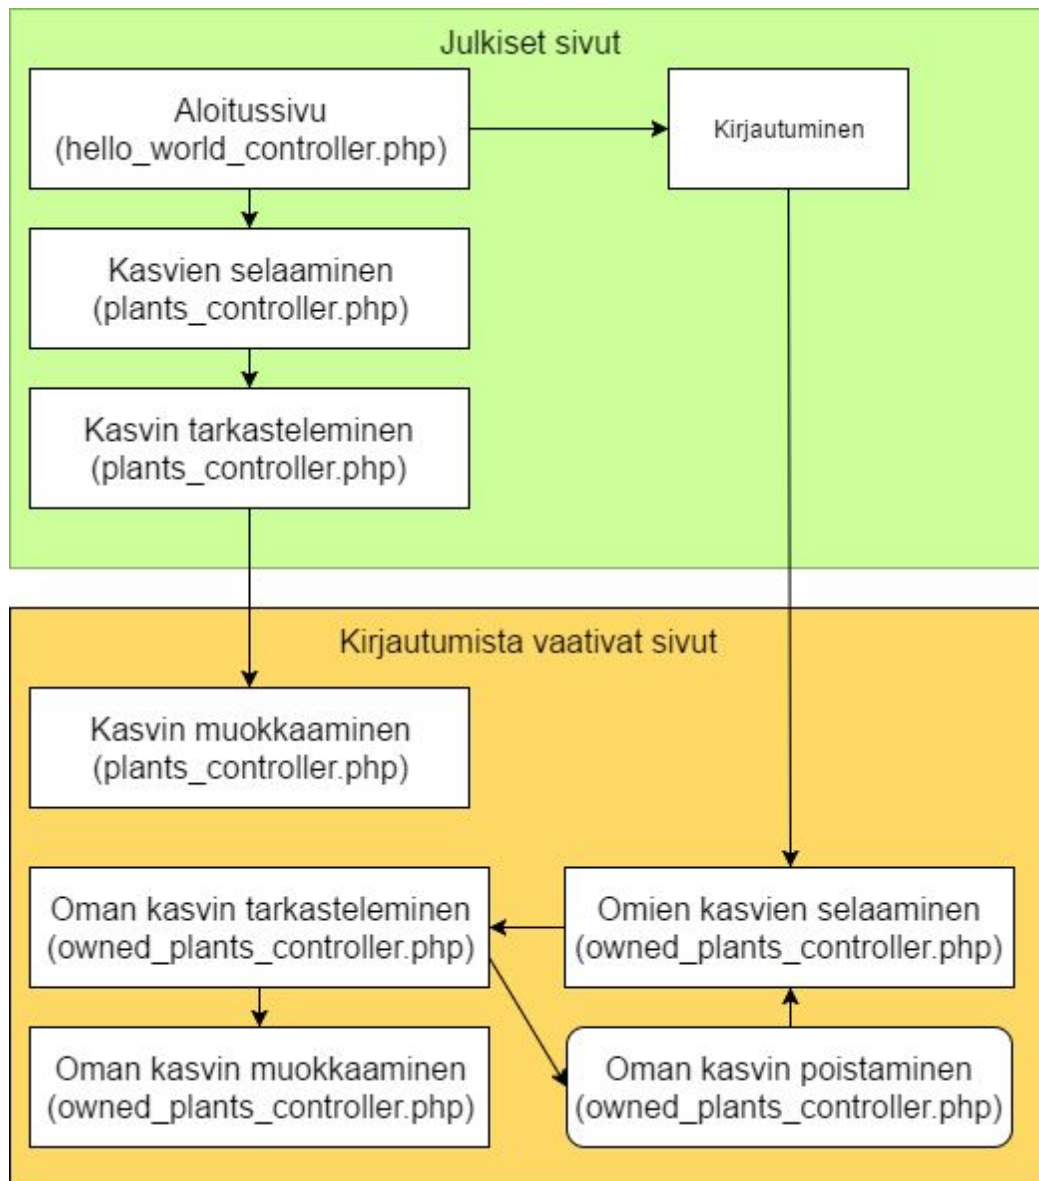 Julkiset sivut
Aloitussivu
(hello_world_controller.php)
Kirjautuminen
Kasvien selaaminen
(plants_controller.php)
Kasvin tarkasteleminen
(plants_controller.php)
Kirjautumista vaativat sivut
Kasvin muokkaaminen
(plants_controller.php)
Oman kasvin tarkasteleminen
(owned_plants_controller.php)
Omien kasvien selaaminen
(owned_plants_controller.php)
Oman kasvin muokkaaminen
(owned_plants_controller.php)
Oman kasvin poistaminen
(owned_plants_controller.php)